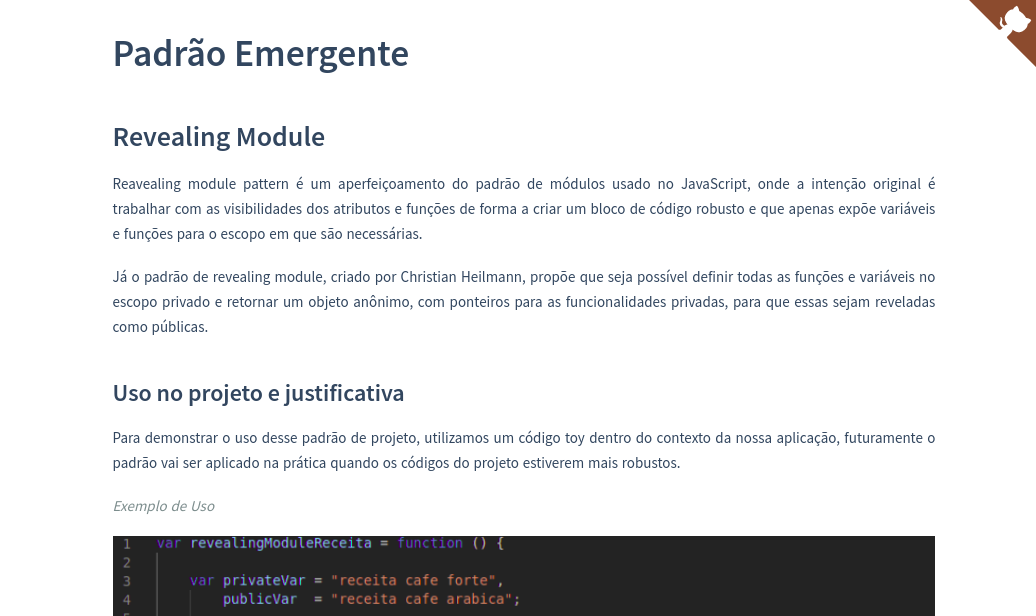 Padrão Emergente
Revealing Module
Reavealing module pattern é um aperfeiçoamento do padrão de módulos usado no JavaScript, onde a intenção original é
trabalhar com as visibilidades dos atributos e funções de forma a criar um bloco de código robusto e que apenas expõe variáveis
e funções para o escopo em que são necessárias.
Já o padrão de revealing module, criado por Christian Heilmann, propõe que seja possível definir todas as funções e variáveis no
escopo privado e retornar um objeto anônimo, com ponteiros para as funcionalidades privadas, para que essas sejam reveladas
como públicas.
Uso no projeto e justificativa
Para demonstrar o uso desse padrão de projeto, utilizamos um código toy dentro do contexto da nossa aplicação, futuramente o
padrão vai ser aplicado na prática quando os códigos do projeto estiverem mais robustos.
Exemplo de Uso
1 var revealingModuleReceita = function () {
2
3 var privateVar = "receita cafe forte",
4 publicVar = "receita cafe arabica";